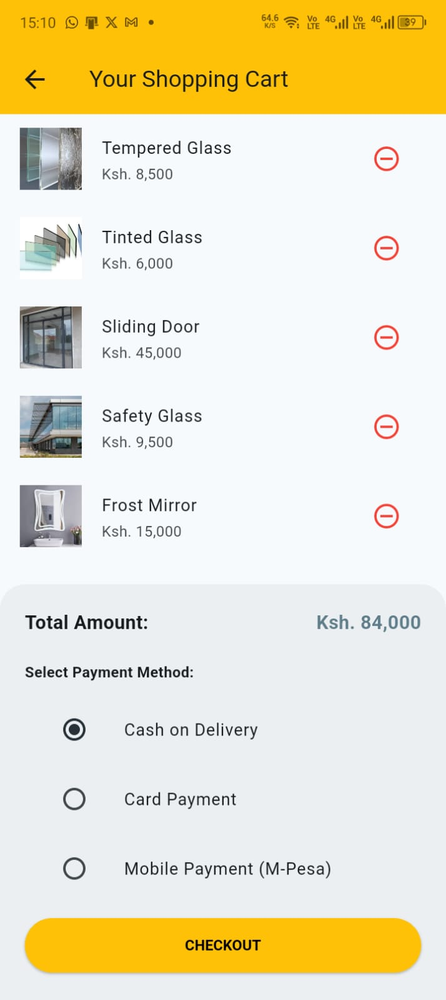 15:10
64.6 K/S Vo LTE 4G Vo LTE 4G 39
Your Shopping Cart
Tempered Glass
Ksh. 8,500
Tinted Glass
Ksh. 6,000
Sliding Door
Ksh. 45,000
Safety Glass
Ksh. 9,500
Frost Mirror
Ksh. 15,000
Total Amount: Ksh. 84,000
Select Payment Method:
Cash on Delivery
Card Payment
Mobile Payment (M-Pesa)
CHECKOUT